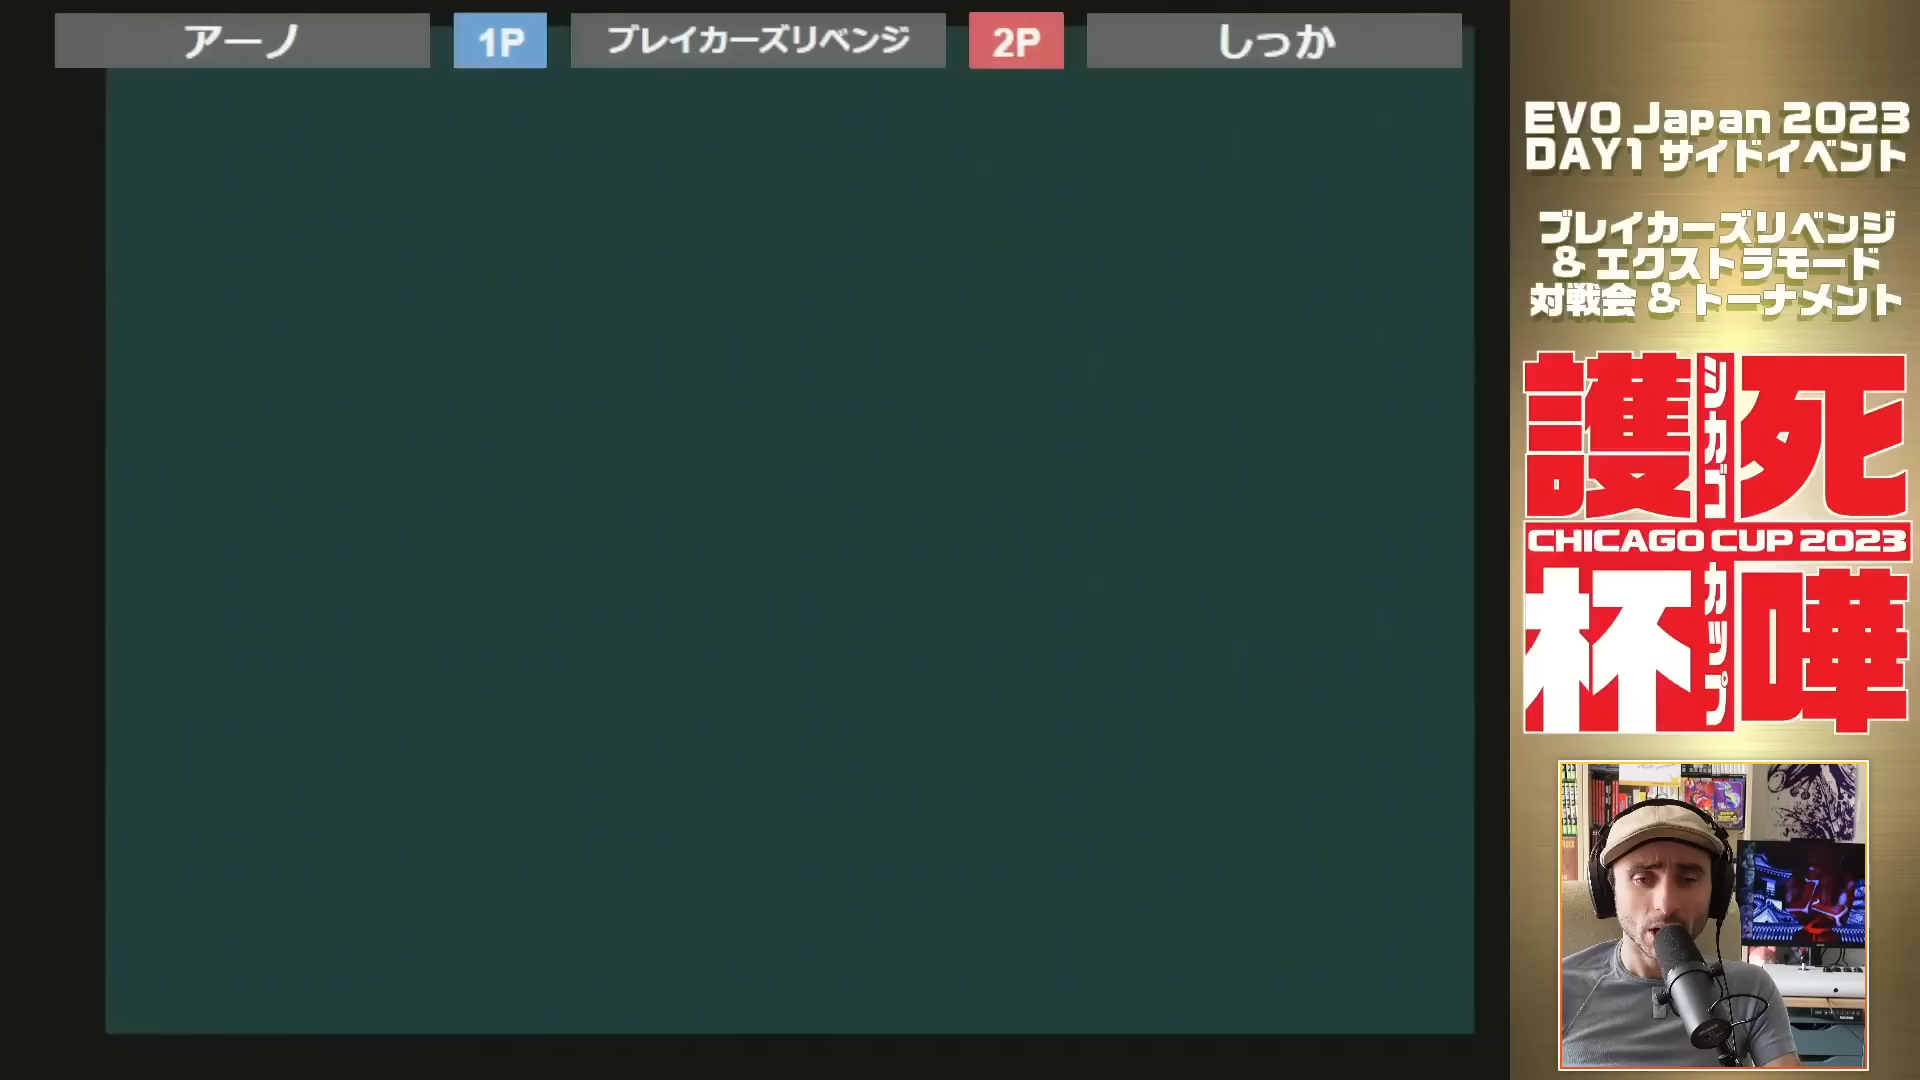 アーノ
1P
ブレイカーズリベンジ
2P
しっか
EVO Japan 2023
DAY1 サイドイベント
ブレイカーズリベンジ
& エクストラモード
対戦会 & トーナメント
護死
シカゴ
CHICAGO CUP 2023
杯嘩
カップ